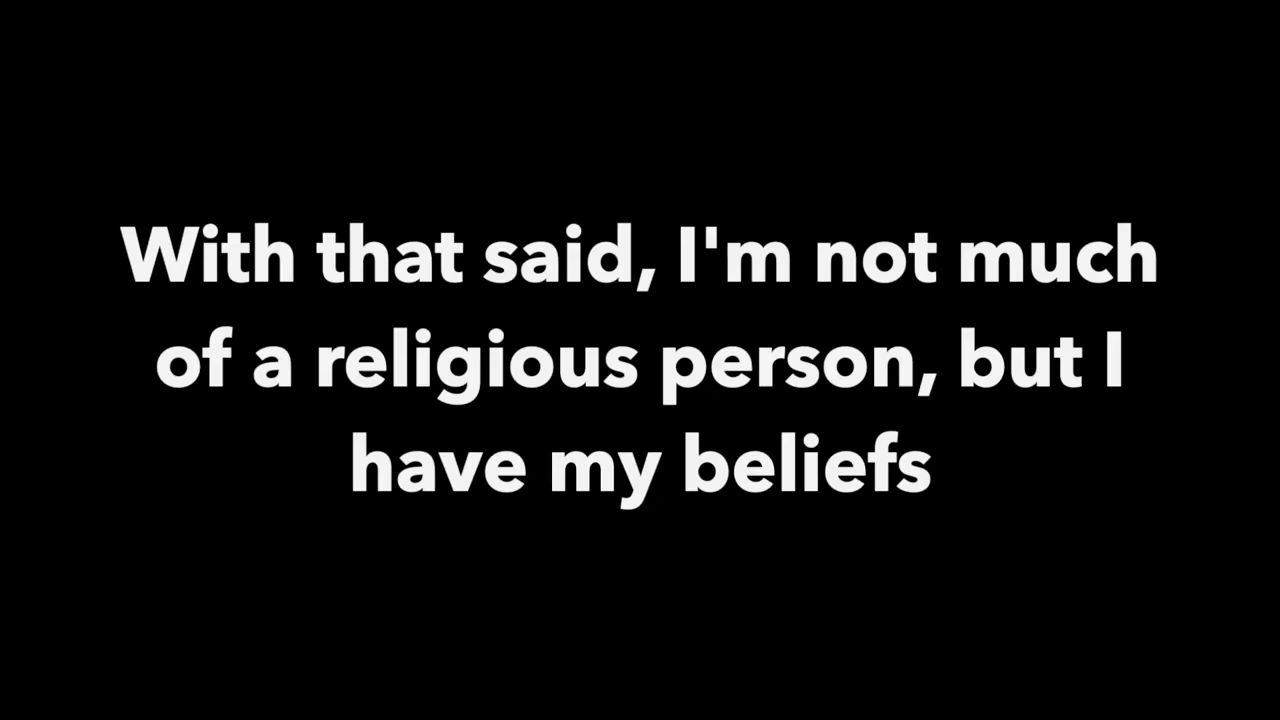 With that said, I'm not much
of a religious person, but I
have my beliefs